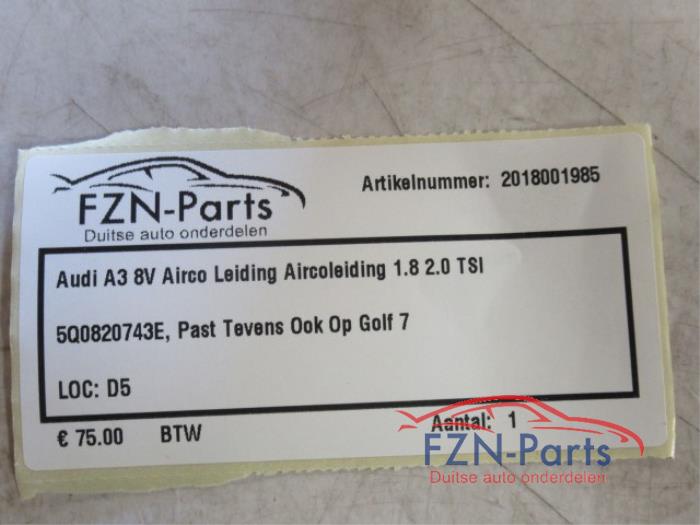 FZN-Parts
Duitse auto onderdelen
Artikelnummer: 2018001985
Audi A3 8V Airco Leiding Aircoleiding 1.8 2.0 TSI
5Q0820743E, Past Tevens Ook Op Golf 7
LOC: D5
€ 75.00 BTW
Aantal: 1
FZN-Parts
Duitse auto onderdelen